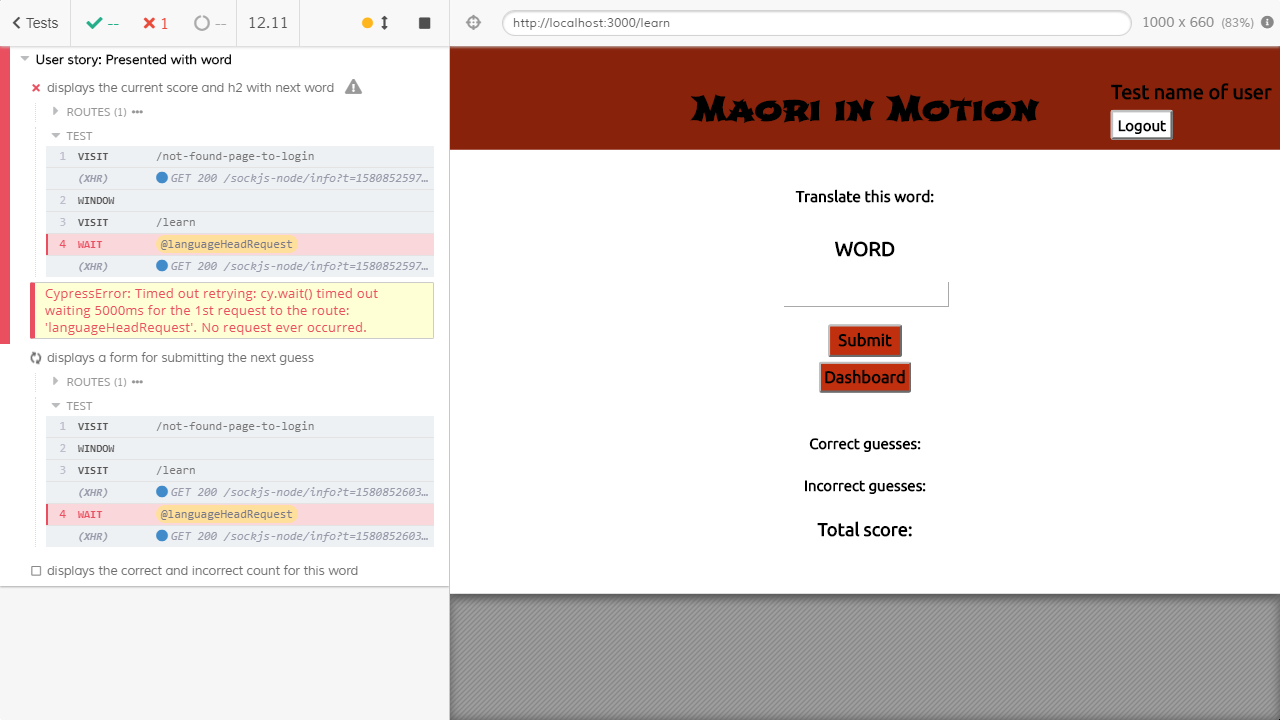 Tests
--
1
--
12.11
http://localhost:3000/learn
1000 x 660 (83%)
User story: Presented with word
displays the current score and h2 with next word
ROUTES (1)
TEST
1 VISIT /not-found-page-to-login
(XHR) GET 200 /sockjs-node/info?t=1580852597…
2 WINDOW
3 VISIT /learn
4 WAIT @languageHeadRequest
(XHR) GET 200 /sockjs-node/info?t=1580852597…
CypressError: Timed out retrying: cy.wait() timed out
waiting 5000ms for the 1st request to the route:
'languageHeadRequest'. No request ever occurred.
displays a form for submitting the next guess
ROUTES (1)
TEST
1 VISIT /not-found-page-to-login
2 WINDOW
3 VISIT /learn
(XHR) GET 200 /sockjs-node/info?t=1580852603…
4 WAIT @languageHeadRequest
(XHR) GET 200 /sockjs-node/info?t=1580852603…
displays the correct and incorrect count for this word
Maori in Motion
Test name of user
Logout
Translate this word:
WORD
Submit
Dashboard
Correct guesses:
Incorrect guesses:
Total score: